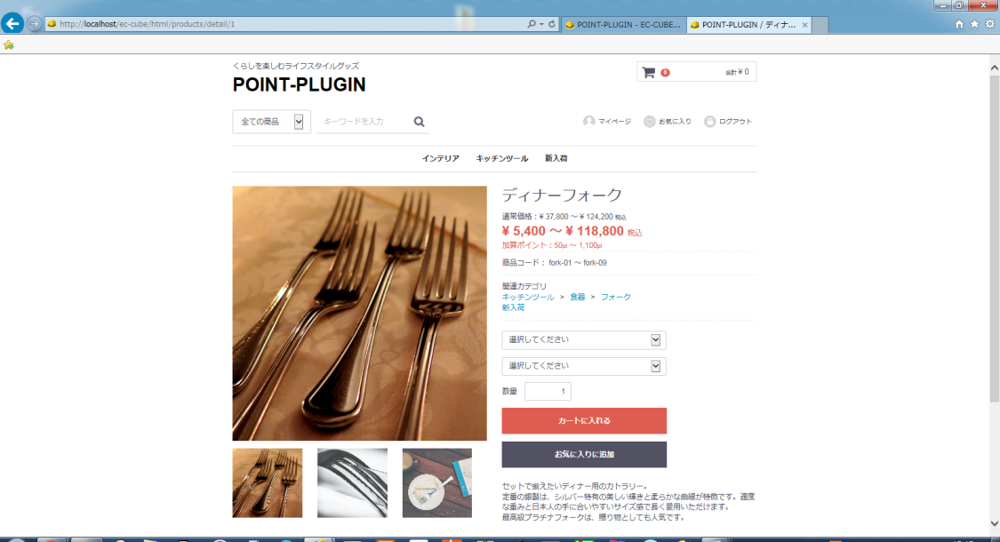 http://localhost/ec-cube/html/products/detail/1
POINT-PLUGIN - EC-CUBE...
POINT-PLUGIN / ディナ...
くらしを楽しむライフスタイルグッズ
POINT-PLUGIN
0
合計 ¥ 0
全ての商品
キーワードを入力
マイページ
お気に入り
ログアウト
インテリア
キッチンツール
新入荷
ディナーフォーク
通常価格：¥ 37,800 ～ ¥ 124,200 税込
¥ 5,400 ～ ¥ 118,800 税込
加算ポイント：50pt ～ 1,100pt
商品コード： fork-01 ～ fork-09
関連カテゴリ
キッチンツール > 食器 > フォーク
新入荷
選択してください
選択してください
数量 1
カートに入れる
お気に入りに追加
セットで揃えたいディナー用のカトラリー。
定番の銀製は、シルバー特有の美しい輝きと柔らかな曲線が特徴です。適度
な重みと日本人の手に合いやすいサイズ感で長く愛用いただけます。
最高級プラチナフォークは、贈り物としても人気です。